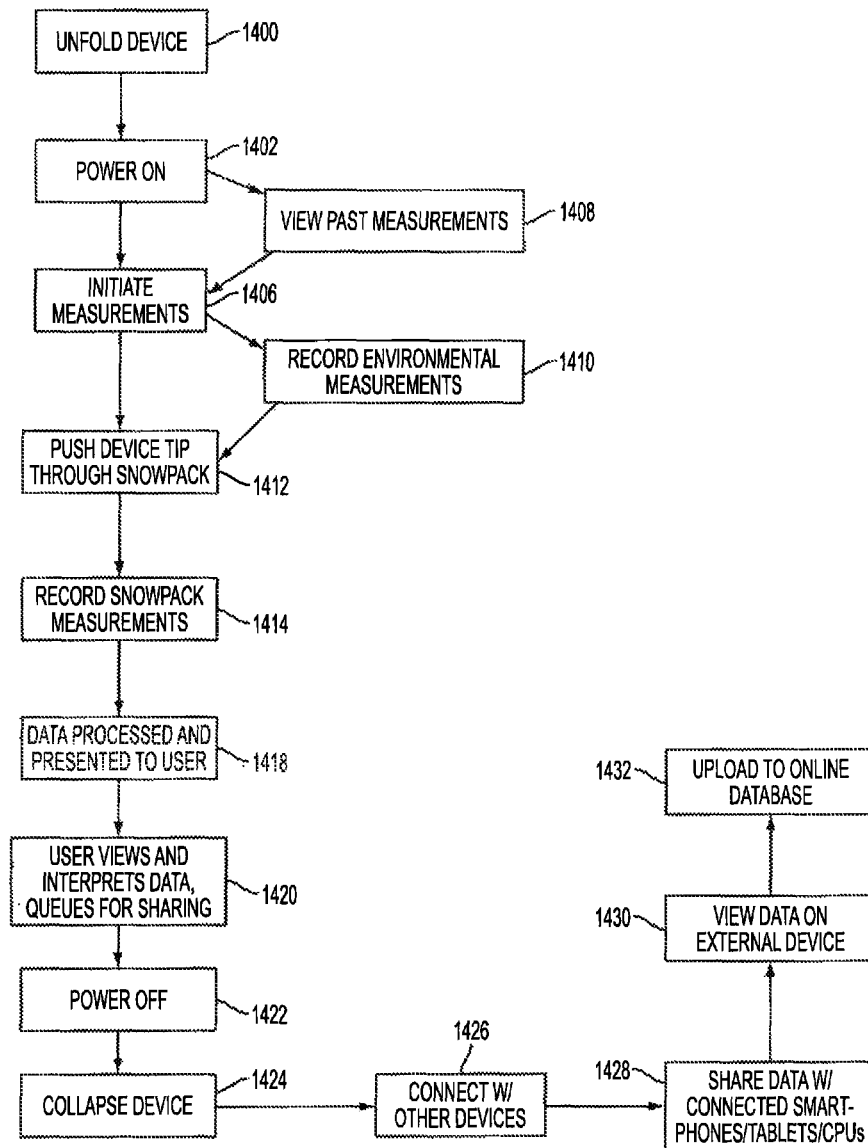 UNFOLD DEVICE
1400
POWER ON
1402
VIEW PAST MEASUREMENTS
1408
INITIATE
MEASUREMENTS
1406
RECORD ENVIRONMENTAL
MEASUREMENTS
1410
PUSH DEVICE TIP
THROUGH SNOWPACK
1412
RECORD SNOWPACK
MEASUREMENTS
1414
DATA PROCESSED AND
PRESENTED TO USER
1418
USER VIEWS AND
INTERPRETS DATA,
QUEUES FOR SHARING
1420
POWER OFF
1422
COLLAPSE DEVICE
1424
1426
CONNECT W/
OTHER DEVICES
1428
SHARE DATA W/
CONNECTED SMART-
PHONES/TABLETS/CPUs
1430
VIEW DATA ON
EXTERNAL DEVICE
1432
UPLOAD TO ONLINE
DATABASE